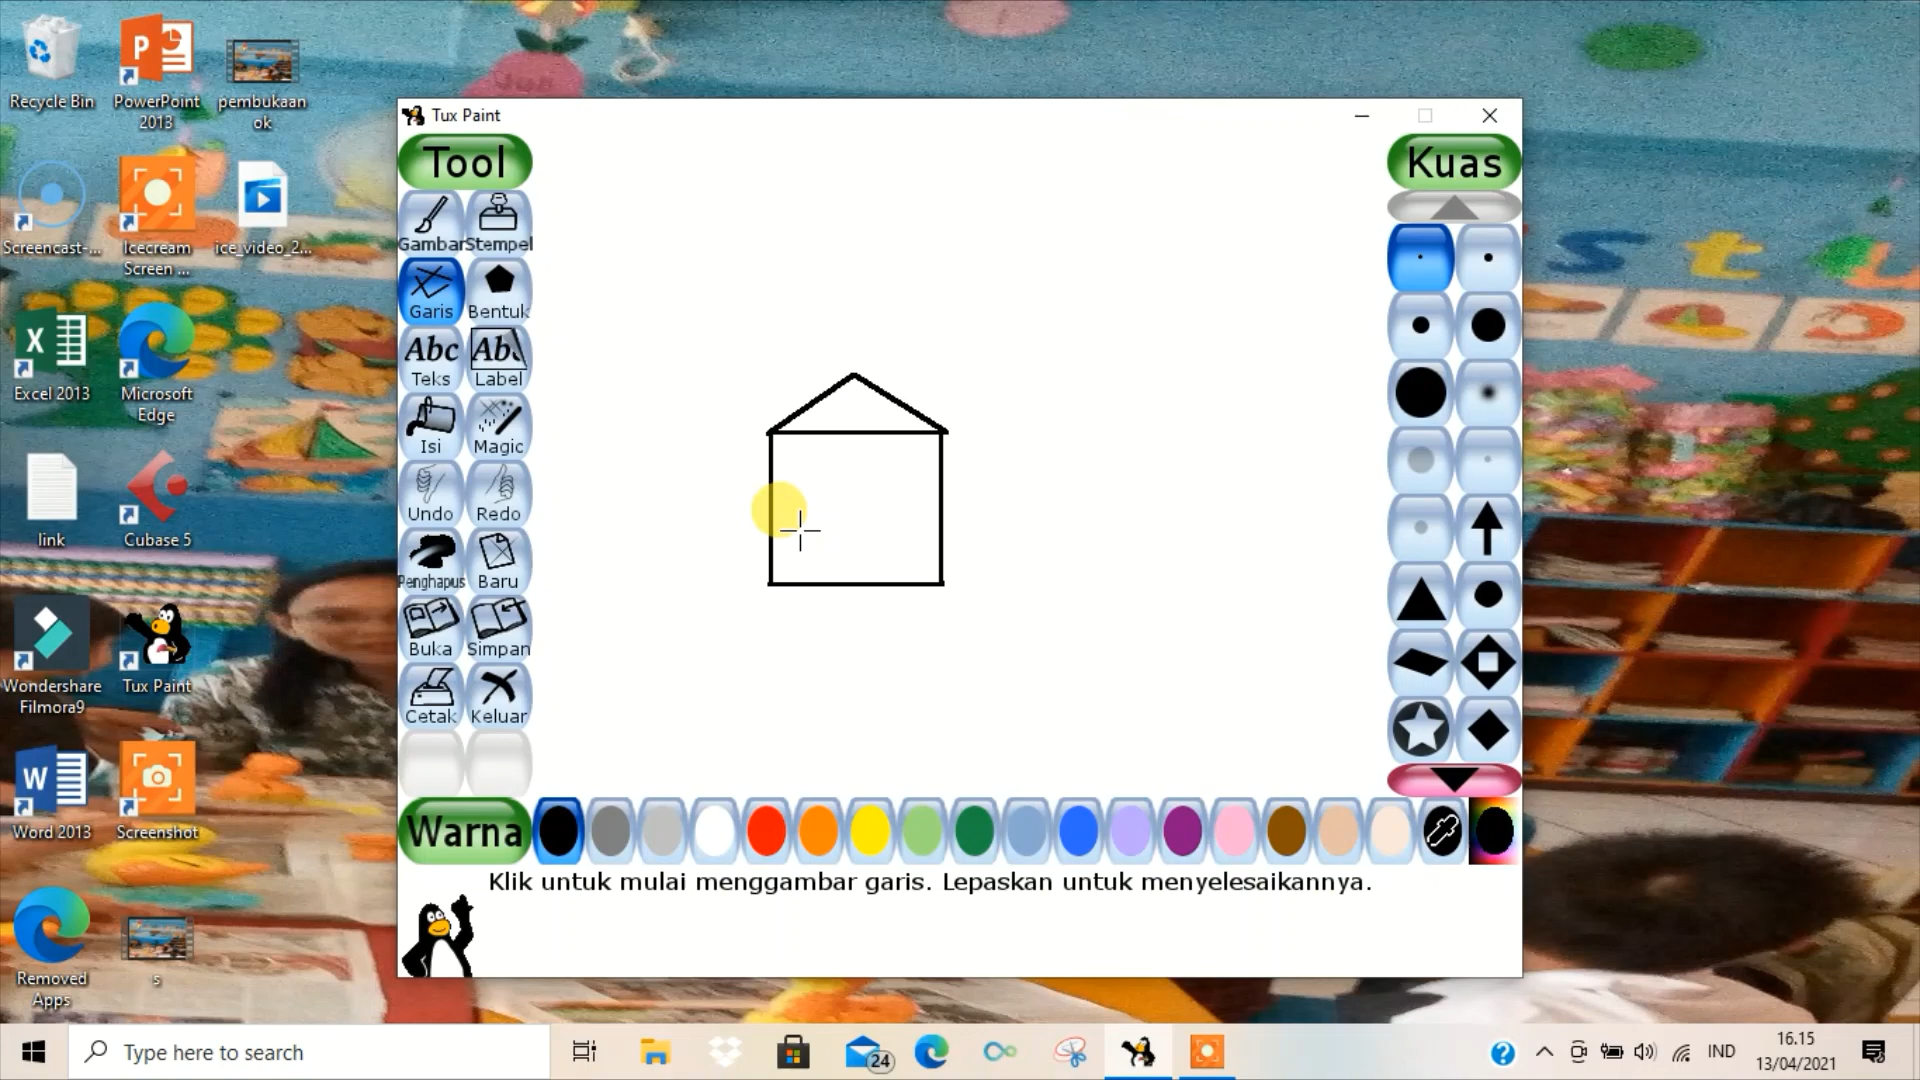 Recycle Bin
PowerPoint
2013
pembukaan
ok
Screencast-...
Icecream
Screen ...
ice_video_2...
Excel 2013
Microsoft
Edge
link
Cubase 5
Wondershare
Filmora9
Tux Paint
Word 2013
Screenshot
Removed
Apps
s
Tux Paint
Tool
Gambar
Stempel
Garis
Bentuk
Abc
Teks
Label
Isi
Magic
Undo
Redo
Penghapus
Baru
Buka
Simpan
Cetak
Keluar
Kuas
Warna
Klik untuk mulai menggambar garis. Lepaskan untuk menyelesaikannya.
Type here to search
24
IND
16.15
13/04/2021